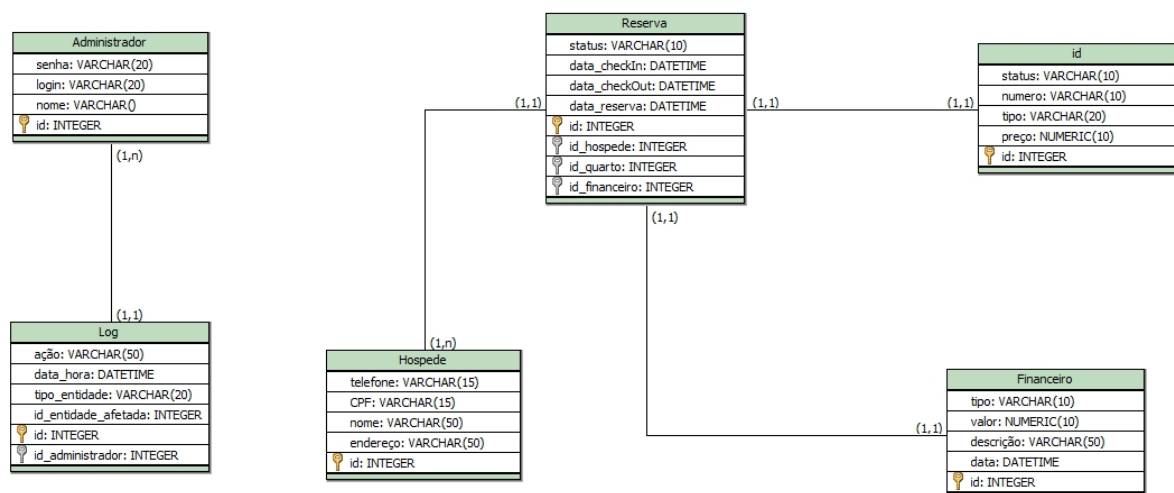 Administrador
senha: VARCHAR(20)
login: VARCHAR(20)
nome: VARCHAR()
id: INTEGER
(1,n)
(1,1)
Log
ação: VARCHAR(50)
data_hora: DATETIME
tipo_entidade: VARCHAR(20)
id_entidade_afetada: INTEGER
id: INTEGER
id_administrador: INTEGER
Reserva
status: VARCHAR(10)
data_checkIn: DATETIME
data_checkOut: DATETIME
data_reserva: DATETIME
id: INTEGER
id_hospede: INTEGER
id_quarto: INTEGER
id_financeiro: INTEGER
(1,1)
(1,1)
(1,1)
(1,1)
id
status: VARCHAR(10)
numero: VARCHAR(10)
tipo: VARCHAR(20)
preço: NUMERIC(10)
id: INTEGER
(1,n)
Hospede
telefone: VARCHAR(15)
CPF: VARCHAR(15)
nome: VARCHAR(50)
endereço: VARCHAR(50)
id: INTEGER
(1,1)
Financeiro
tipo: VARCHAR(10)
valor: NUMERIC(10)
descrição: VARCHAR(50)
data: DATETIME
id: INTEGER